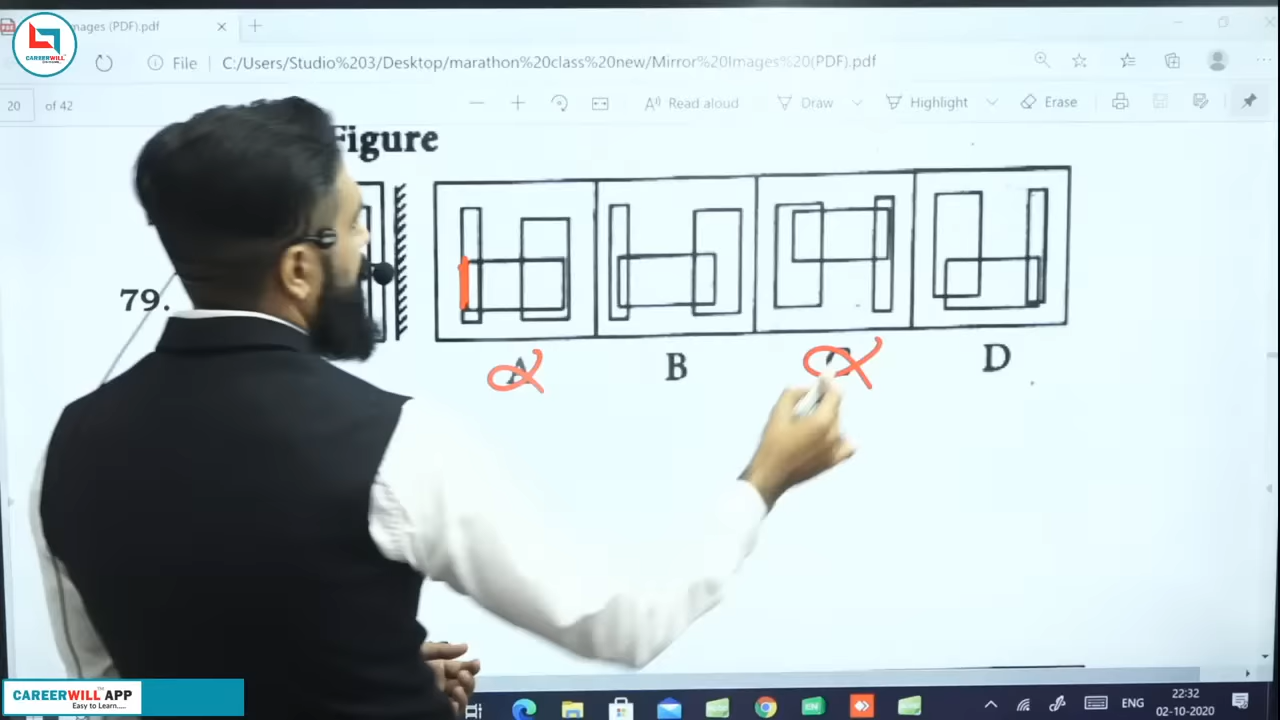 mages (PDF).pdf
CAREERWILL
File
C:/Users/Studio%203/Desktop/marathon%20class%20new/Mirror%20Images%20(PDF).pdf
20 of 42
Read aloud
Draw
Highlight
Erase
Figure
79.
A B C D
CAREERWILL APP
Easy to Learn.....
ENG
22:32
02-10-2020